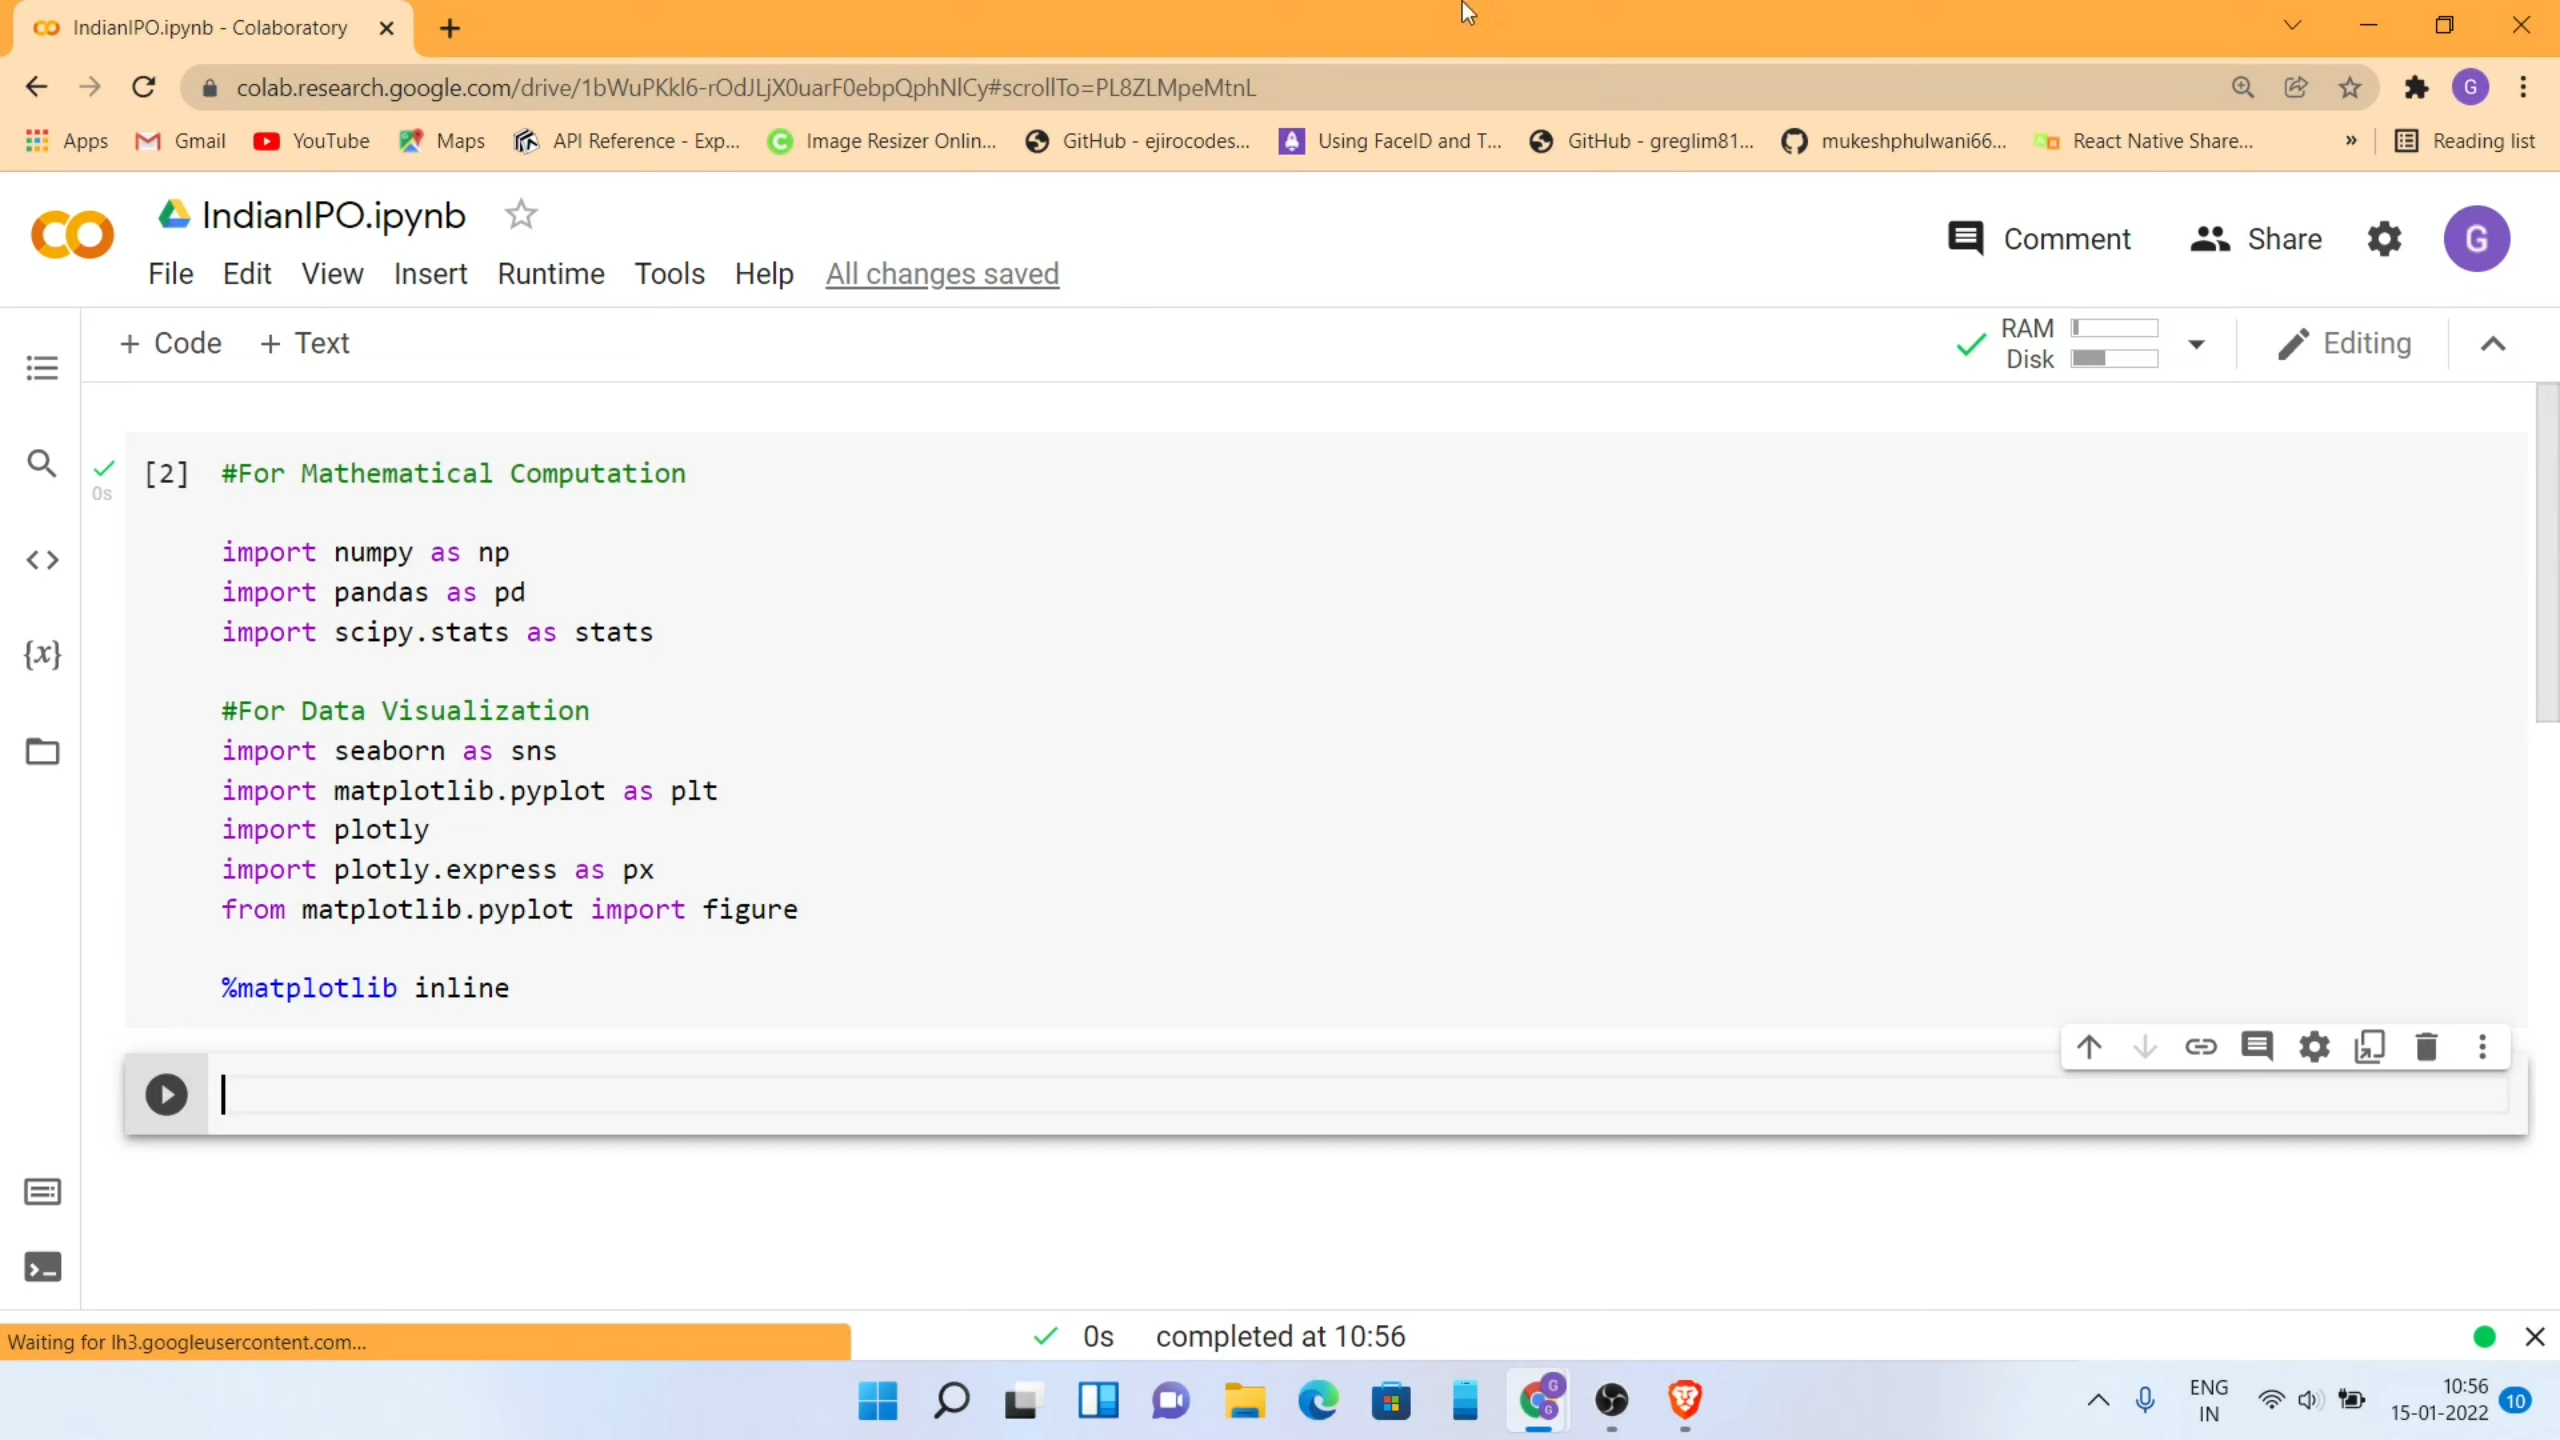 IndianIPO.ipynb - Colaboratory
colab.research.google.com/drive/1bWuPKkl6-rOdJLjX0uarF0ebpQphNlCy#scrollTo=PL8ZLMpeMtnL
G
Apps Gmail YouTube Maps API Reference - Exp... Image Resizer Onlin... GitHub - ejirocodes... Using FaceID and T... GitHub - greglim81... mukeshphulwani66... React Native Share... » Reading list
IndianIPO.ipynb
Comment Share G
File Edit View Insert Runtime Tools Help All changes saved
+ Code + Text
RAM
Disk
Editing
[2] #For Mathematical Computation
0s
import numpy as np
import pandas as pd
import scipy.stats as stats
{x}
#For Data Visualization
import seaborn as sns
import matplotlib.pyplot as plt
import plotly
import plotly.express as px
from matplotlib.pyplot import figure
%matplotlib inline
Waiting for lh3.googleusercontent.com...
0s completed at 10:56
ENG
IN
10:56
15-01-2022
10